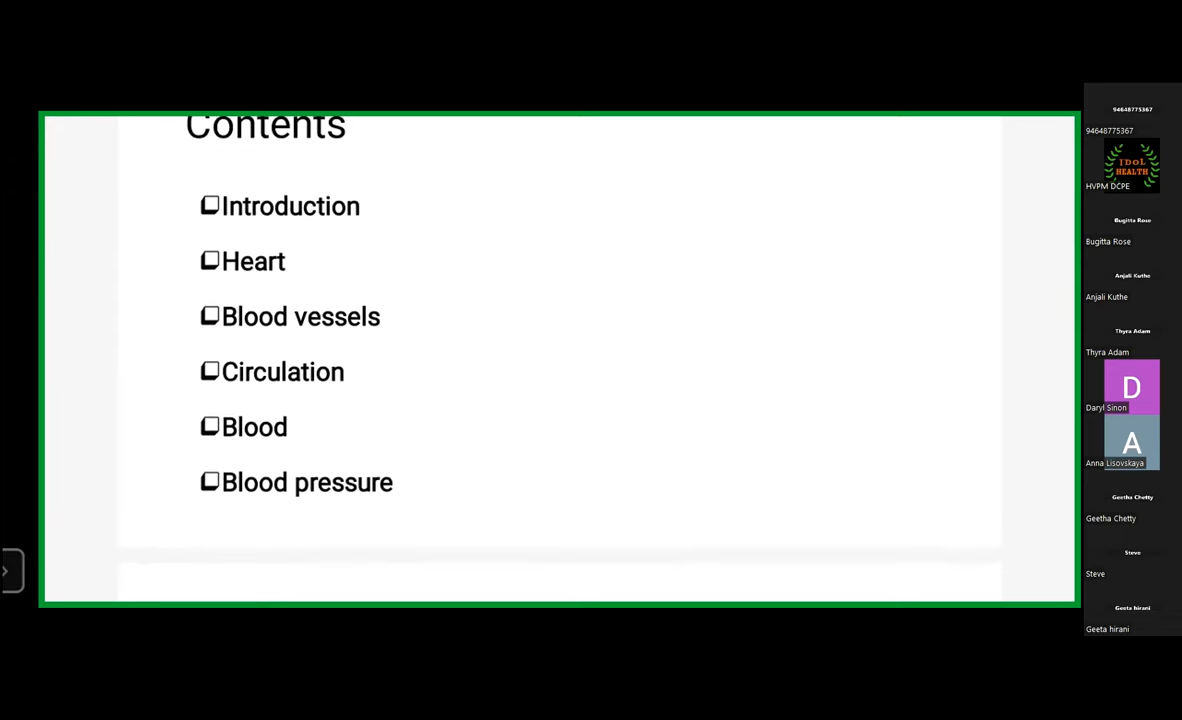 Contents
Introduction
Heart
Blood vessels
Circulation
Blood
Blood pressure
94648775367
94648775367
IDOL
HEALTH
HVPM DCPE
Bugitta Rose
Bugitta Rose
Anjali Kuthe
Anjali Kuthe
Thyra Adam
Thyra Adam
D
Daryl Sinon
A
Anna Lisovskaya
Geetha Chetty
Geetha Chetty
Steve
Steve
Geeta hirani
Geeta hirani